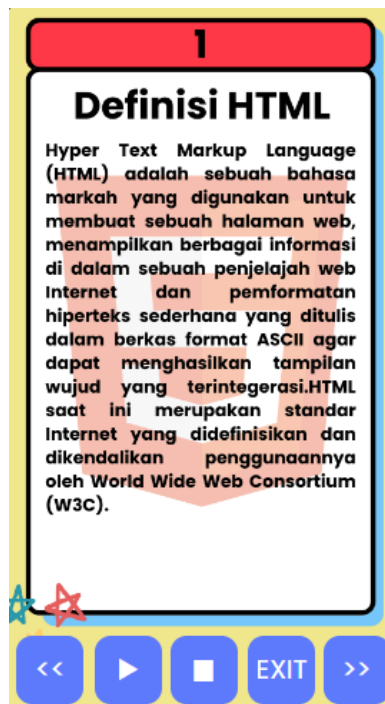 1
Definisi HTML
Hyper Text Markup Language
(HTML) adalah sebuah bahasa
markah yang digunakan untuk
membuat sebuah halaman web,
menampilkan berbagai informasi
di dalam sebuah penjelajah web
Internet dan pemformatan
hiperteks sederhana yang ditulis
dalam berkas format ASCII agar
dapat menghasilkan tampilan
wujud yang terintegerasi.HTML
saat ini merupakan standar
Internet yang didefinisikan dan
dikendalikan penggunaannya
oleh World Wide Web Consortium
(W3C).
<< ▶ ■ EXIT >>